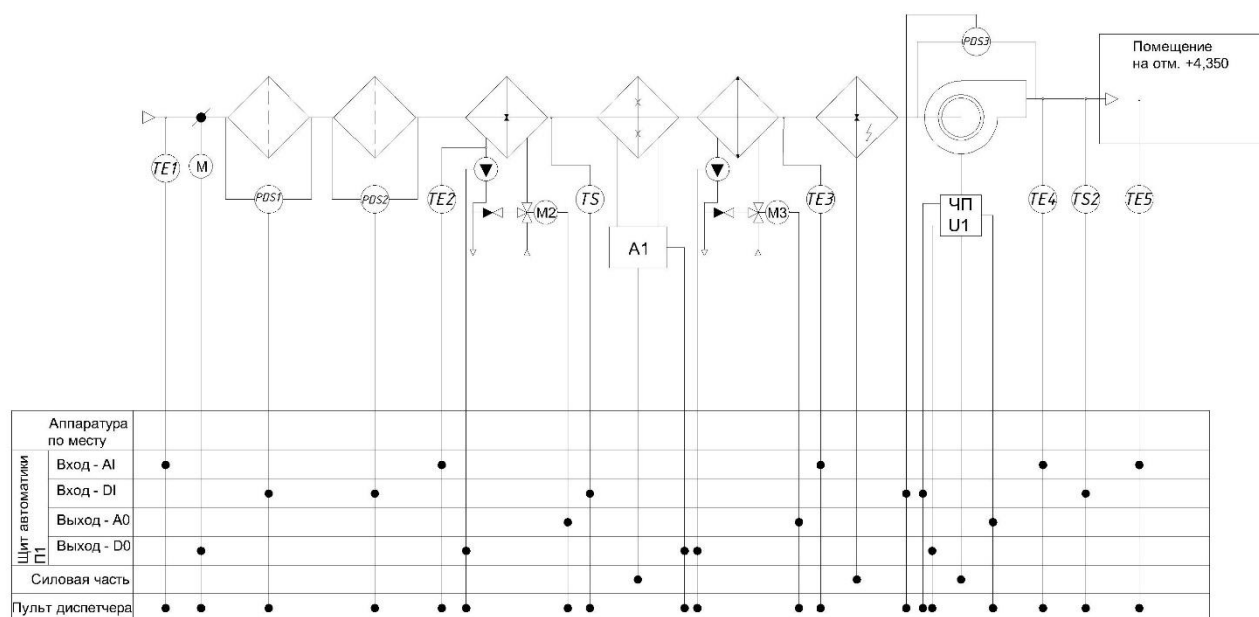 PDS3
Помещение
на отм. +4,350
TE1
M
PDS1
PDS2
TE2
M2
TS
A1
M3
TE3
ЧП
U1
TE4
TS2
TE5
Аппаратура
по месту
Щит автоматики
П1
Вход - AI
Вход - DI
Выход - A0
Выход - D0
Силовая часть
Пульт диспетчера